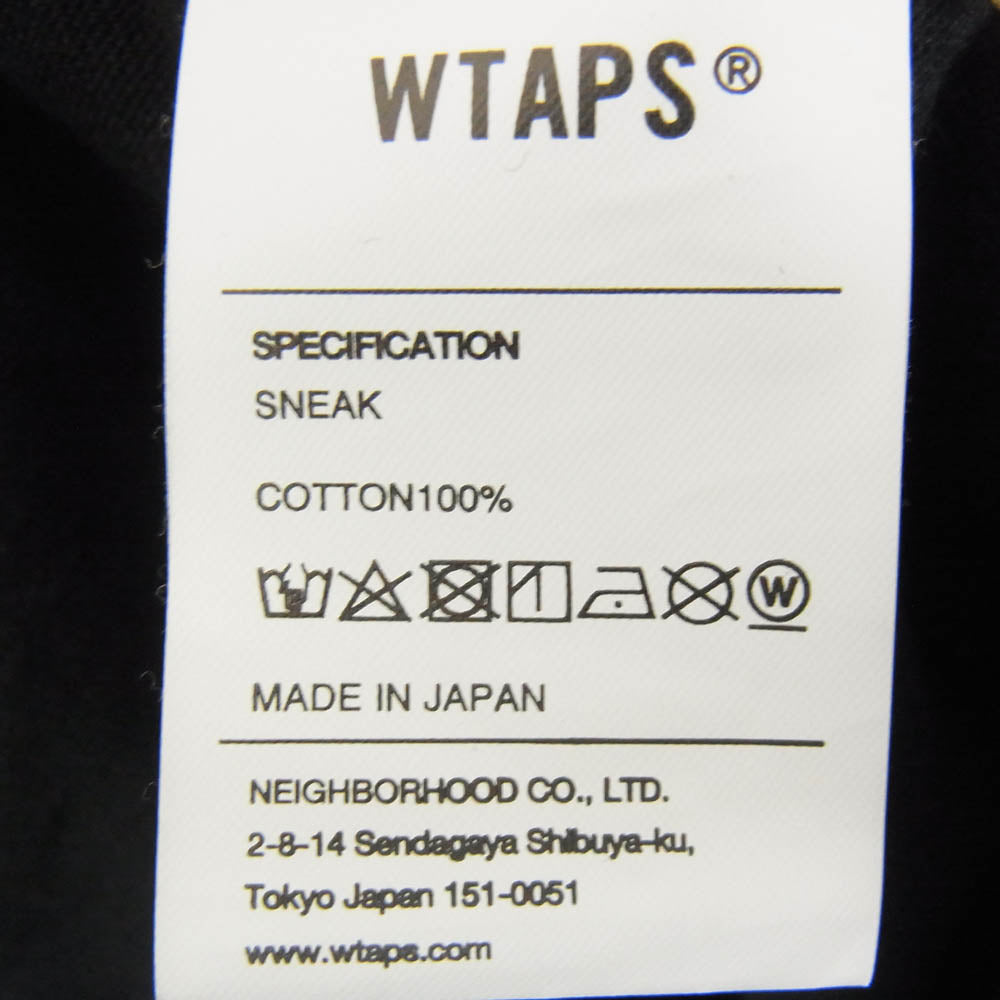 WTAPS®
SPECIFICATION
SNEAK
COTTON100%
W
MADE IN JAPAN
NEIGHBORHOOD CO., LTD.
2-8-14 Sendagaya Shibuya-ku,
Tokyo Japan 151-0051
www.wtaps.com